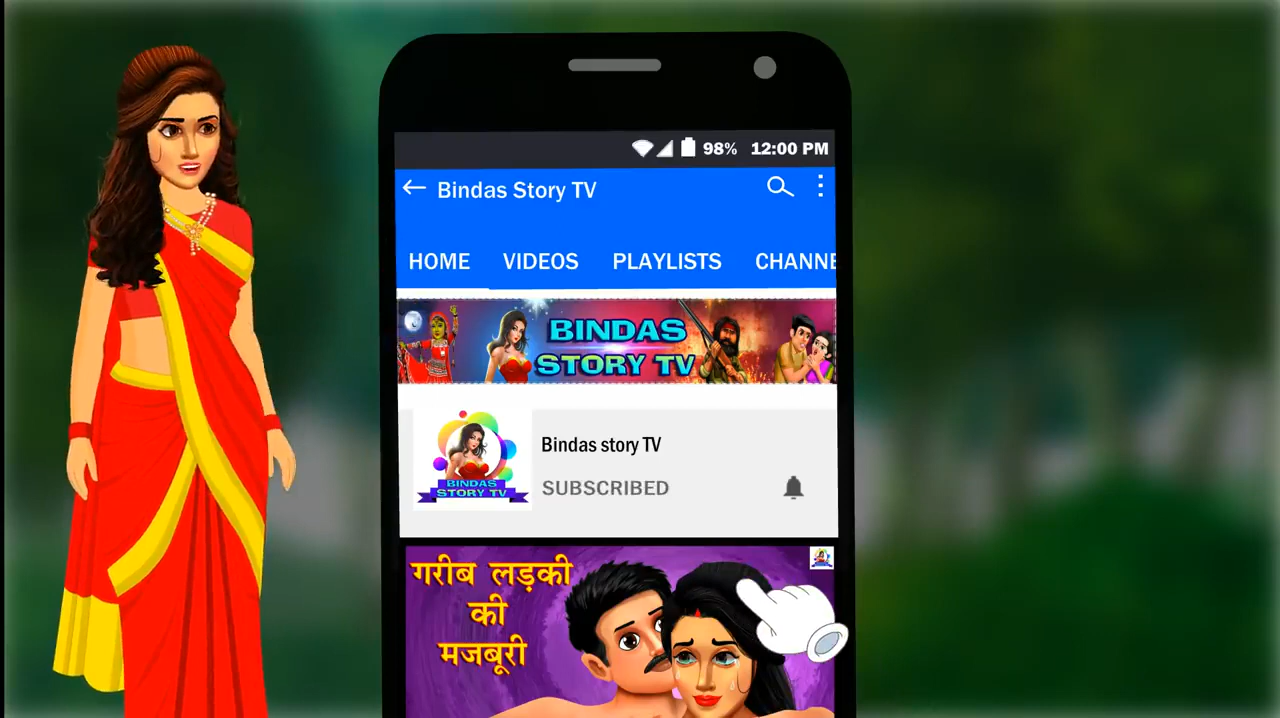 98% 12:00 PM
Bindas Story TV
HOME VIDEOS PLAYLISTS CHANNE
BINDAS
STORY TV
Bindas story TV
SUBSCRIBED
BINDAS
STORY TV
गरीब लड़की
की
मजबूरी